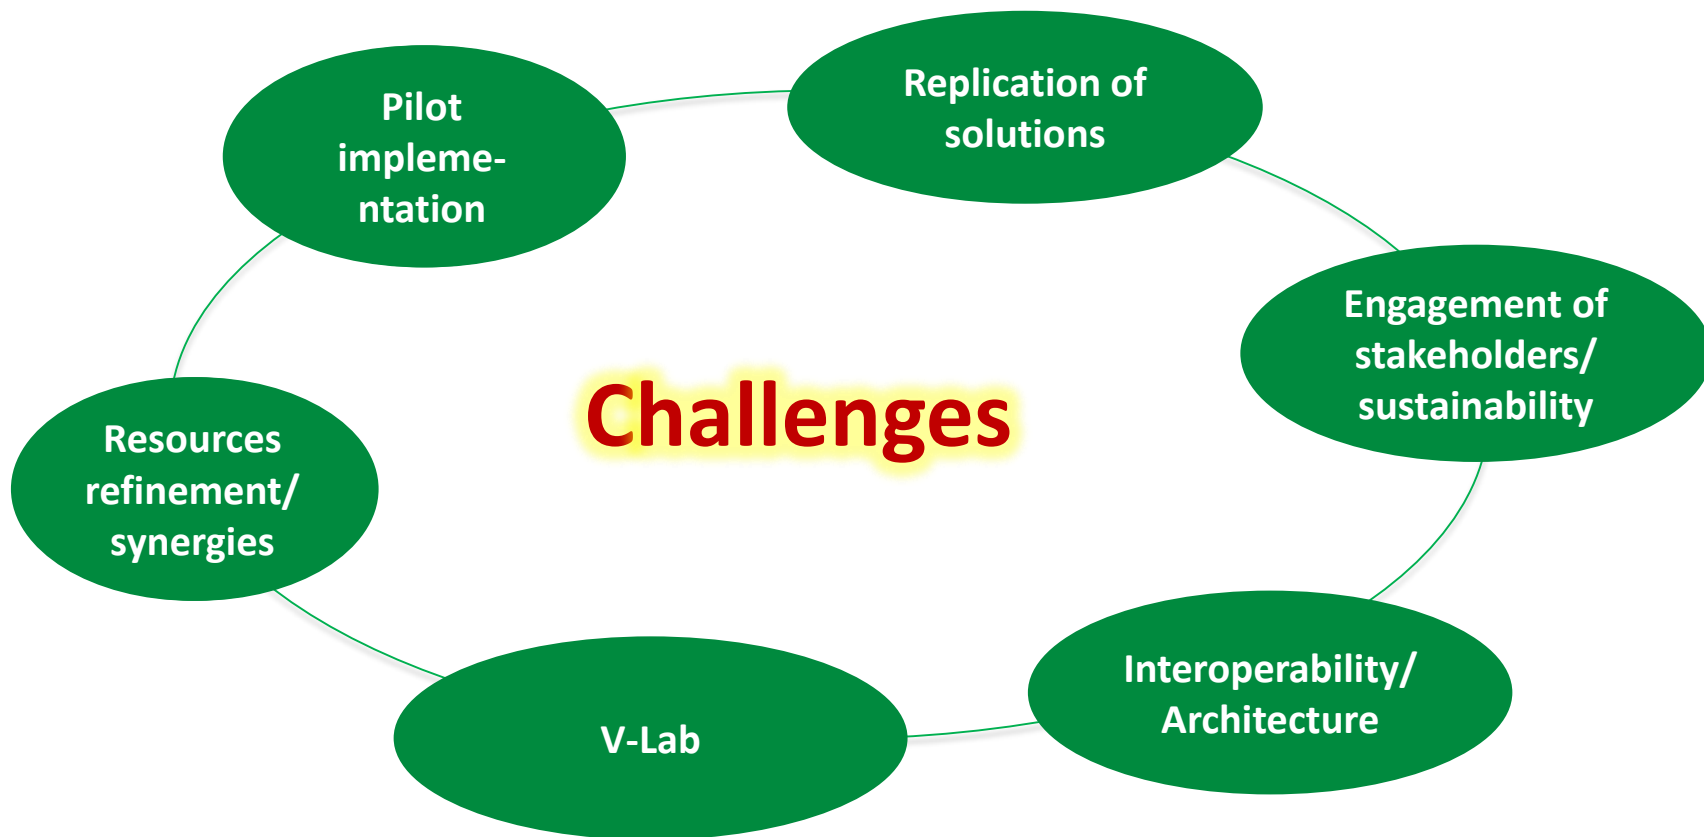 Pilot
impleme-
ntation
Replication of
solutions
Engagement of
stakeholders/
sustainability
Challenges
Resources
refinement/
synergies
Interoperability/
Architecture
V-Lab